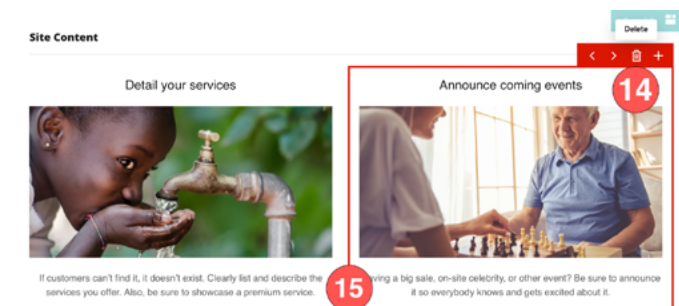 Delete
Site Content
14
Detail your services
Announce coming events
If customers can't find it, it doesn't exist. Clearly list and describe the
services you offer. Also, be sure to showcase a premium service.
15
ving a big sale, on-site celebrity, or other event? Be sure to announce
it so everybody knows and gets excited about it.